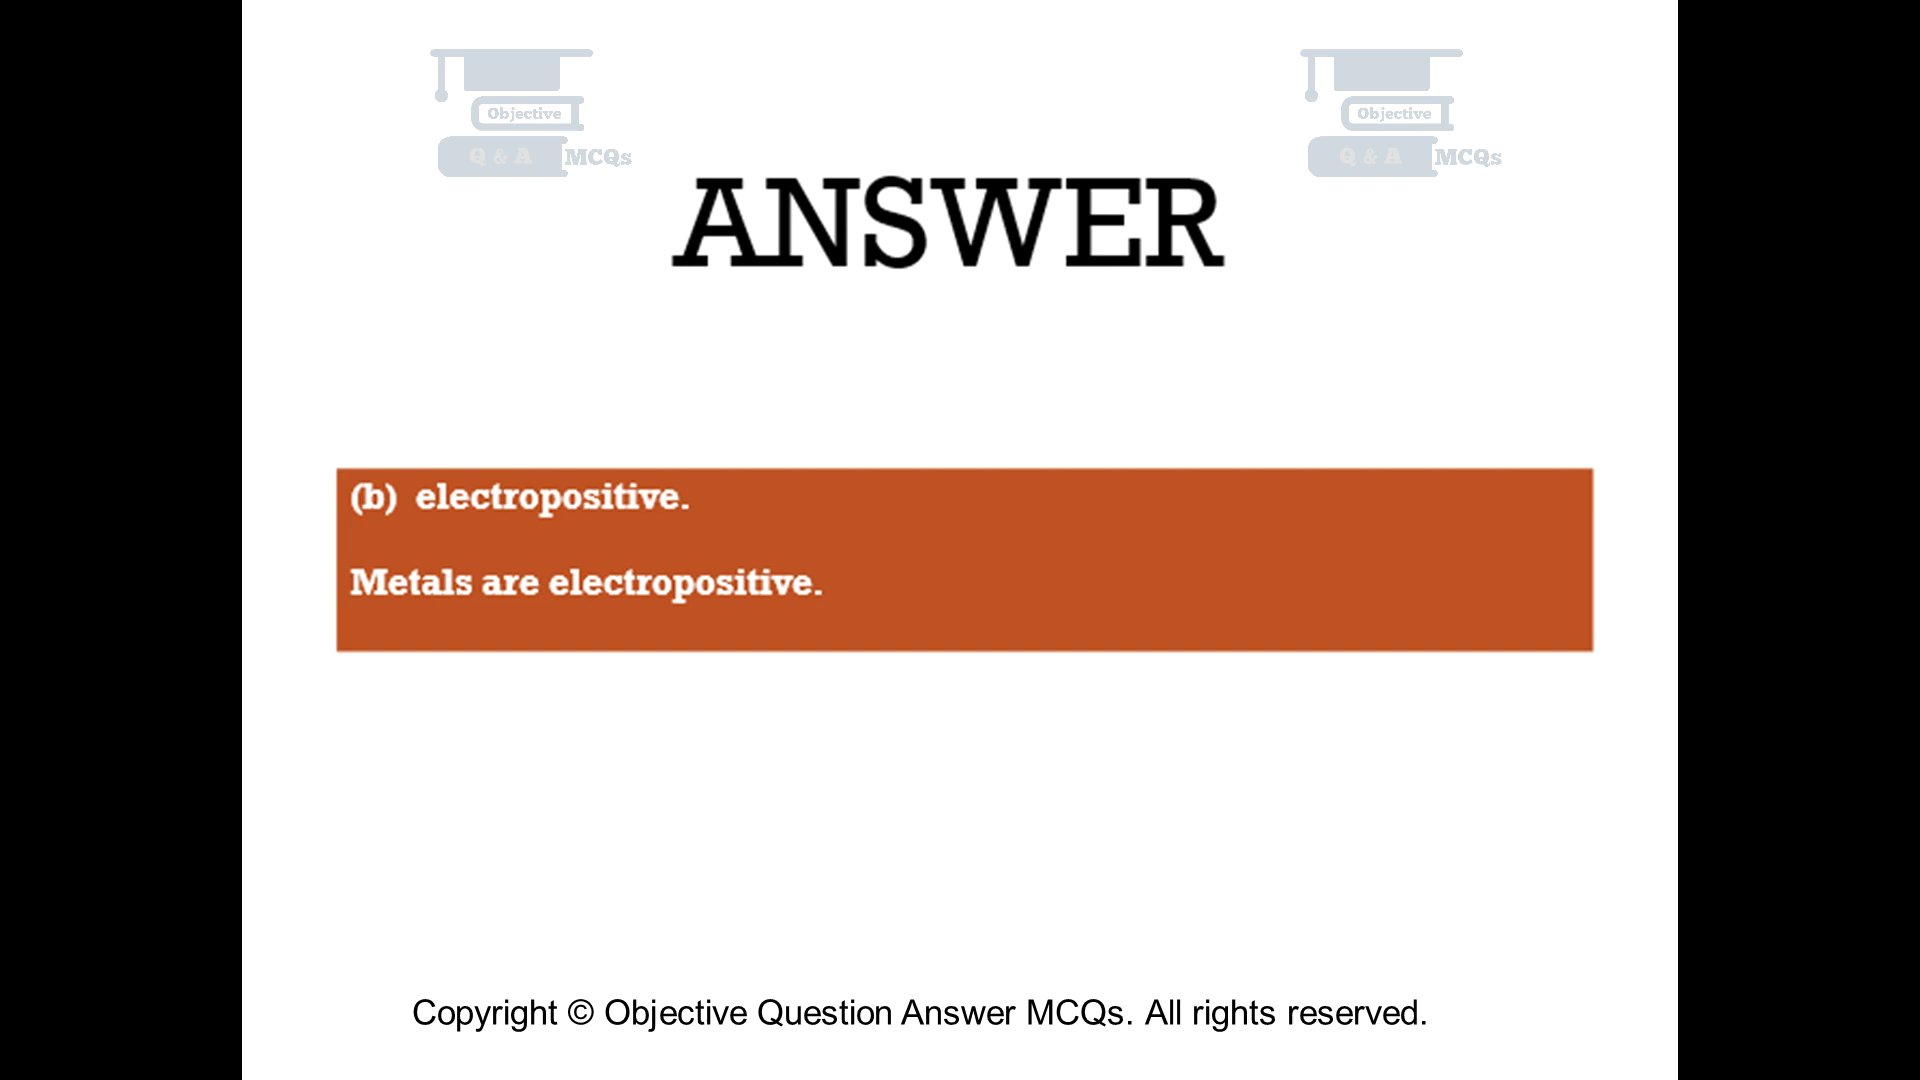 Objective
Q & A MCQs
Objective
Q & A MCQs
ANSWER
(b) electropositive.
Metals are electropositive.
Copyright © Objective Question Answer MCQs. All rights reserved.